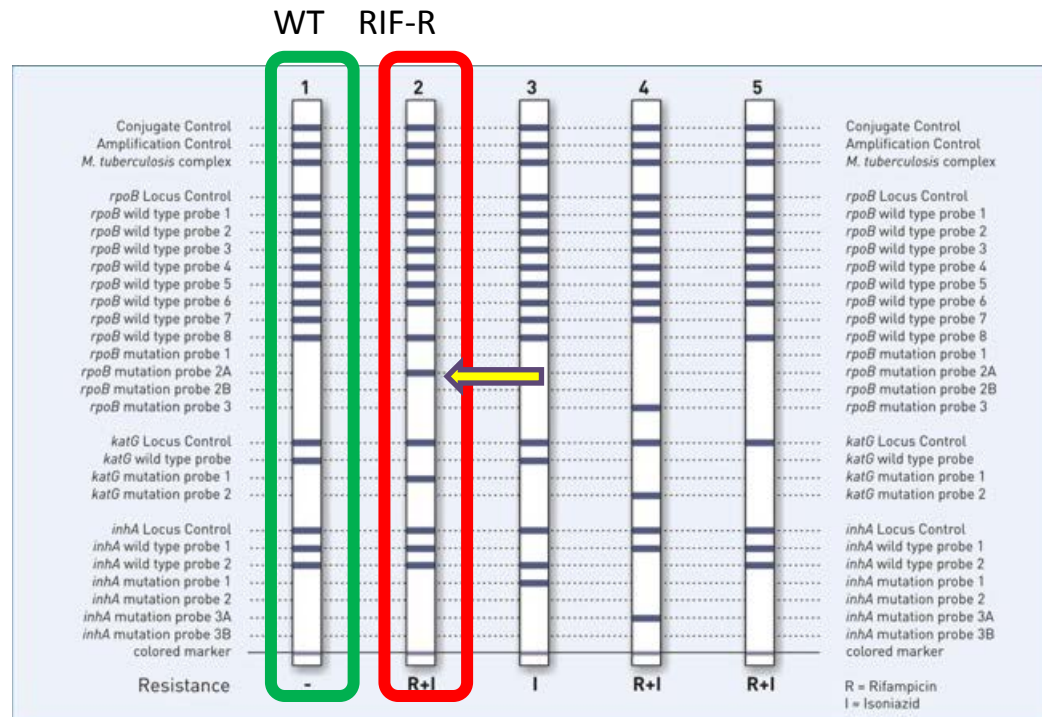 WT RIF-R
1 2 3 4 5
Conjugate Control Conjugate Control
Amplification Control Amplification Control
M. tuberculosis complex M. tuberculosis complex
rpoB Locus Control rpoB Locus Control
rpoB wild type probe 1 rpoB wild type probe 1
rpoB wild type probe 2 rpoB wild type probe 2
rpoB wild type probe 3 rpoB wild type probe 3
rpoB wild type probe 4 rpoB wild type probe 4
rpoB wild type probe 5 rpoB wild type probe 5
rpoB wild type probe 6 rpoB wild type probe 6
rpoB wild type probe 7 rpoB wild type probe 7
rpoB wild type probe 8 rpoB wild type probe 8
rpoB mutation probe 1 rpoB mutation probe 1
rpoB mutation probe 2A rpoB mutation probe 2A
rpoB mutation probe 2B rpoB mutation probe 2B
rpoB mutation probe 3 rpoB mutation probe 3
katG Locus Control katG Locus Control
katG wild type probe katG wild type probe
katG mutation probe 1 katG mutation probe 1
katG mutation probe 2 katG mutation probe 2
inhA Locus Control inhA Locus Control
inhA wild type probe 1 inhA wild type probe 1
inhA wild type probe 2 inhA wild type probe 2
inhA mutation probe 1 inhA mutation probe 1
inhA mutation probe 2 inhA mutation probe 2
inhA mutation probe 3A inhA mutation probe 3A
inhA mutation probe 3B inhA mutation probe 3B
colored marker colored marker
Resistance - R+I I R+I R+I R = Rifampicin
I = Isoniazid